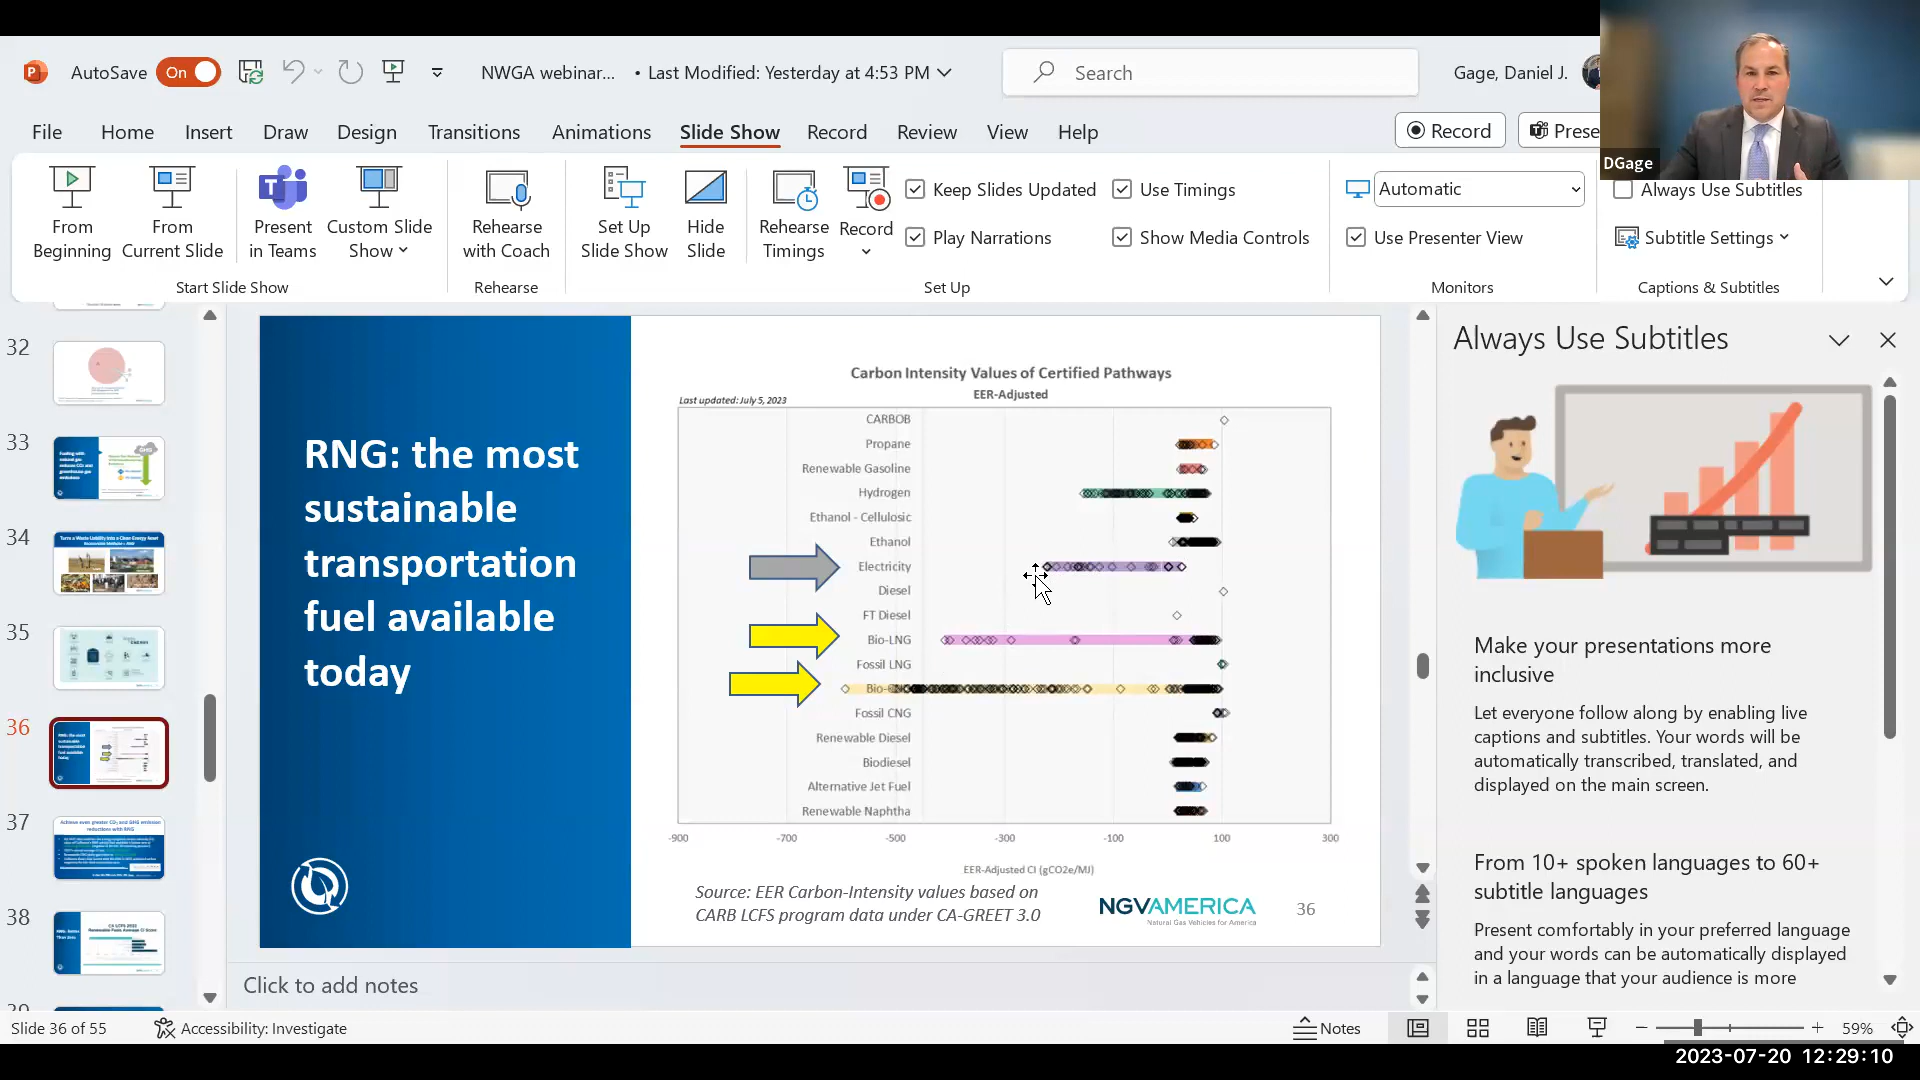 AutoSave On NWGA webinar... • Last Modified: Yesterday at 4:53 PM Search Gage, Daniel J.
File Home Insert Draw Design Transitions Animations Slide Show Record Review View Help Record Prese
DGage
From Beginning
From Current Slide
Present in Teams
Custom Slide Show
Start Slide Show
Rehearse with Coach
Rehearse
Set Up Slide Show
Hide Slide
Rehearse Timings
Record
Keep Slides Updated
Use Timings
Play Narrations
Show Media Controls
Set Up
Automatic
Use Presenter View
Monitors
Always Use Subtitles
Subtitle Settings
Captions & Subtitles
32
33
34
35
36
37
38
RNG: the most
sustainable
transportation
fuel available
today
Carbon Intensity Values of Certified Pathways
EER-Adjusted
Last updated: July 5, 2023
CARBOB
Propane
Renewable Gasoline
Hydrogen
Ethanol - Cellulosic
Ethanol
Electricity
Diesel
FT Diesel
Bio-LNG
Fossil LNG
Fossil CNG
Renewable Diesel
Biodiesel
Alternative Jet Fuel
Renewable Naphtha
-900 -700 -500 -300 -100 100 300
EER-Adjusted CI (gCO2e/MJ)
Source: EER Carbon-Intensity values based on
CARB LCFS program data under CA-GREET 3.0
NGVAMERICA
Natural Gas Vehicles for America
36
Click to add notes
Always Use Subtitles
Make your presentations more
inclusive
Let everyone follow along by enabling live
captions and subtitles. Your words will be
automatically transcribed, translated, and
displayed on the main screen.
From 10+ spoken languages to 60+
subtitle languages
Present comfortably in your preferred language
and your words can be automatically displayed
in a language that your audience is more
Slide 36 of 55 Accessibility: Investigate Notes 59%
2023-07-20 12:29:10